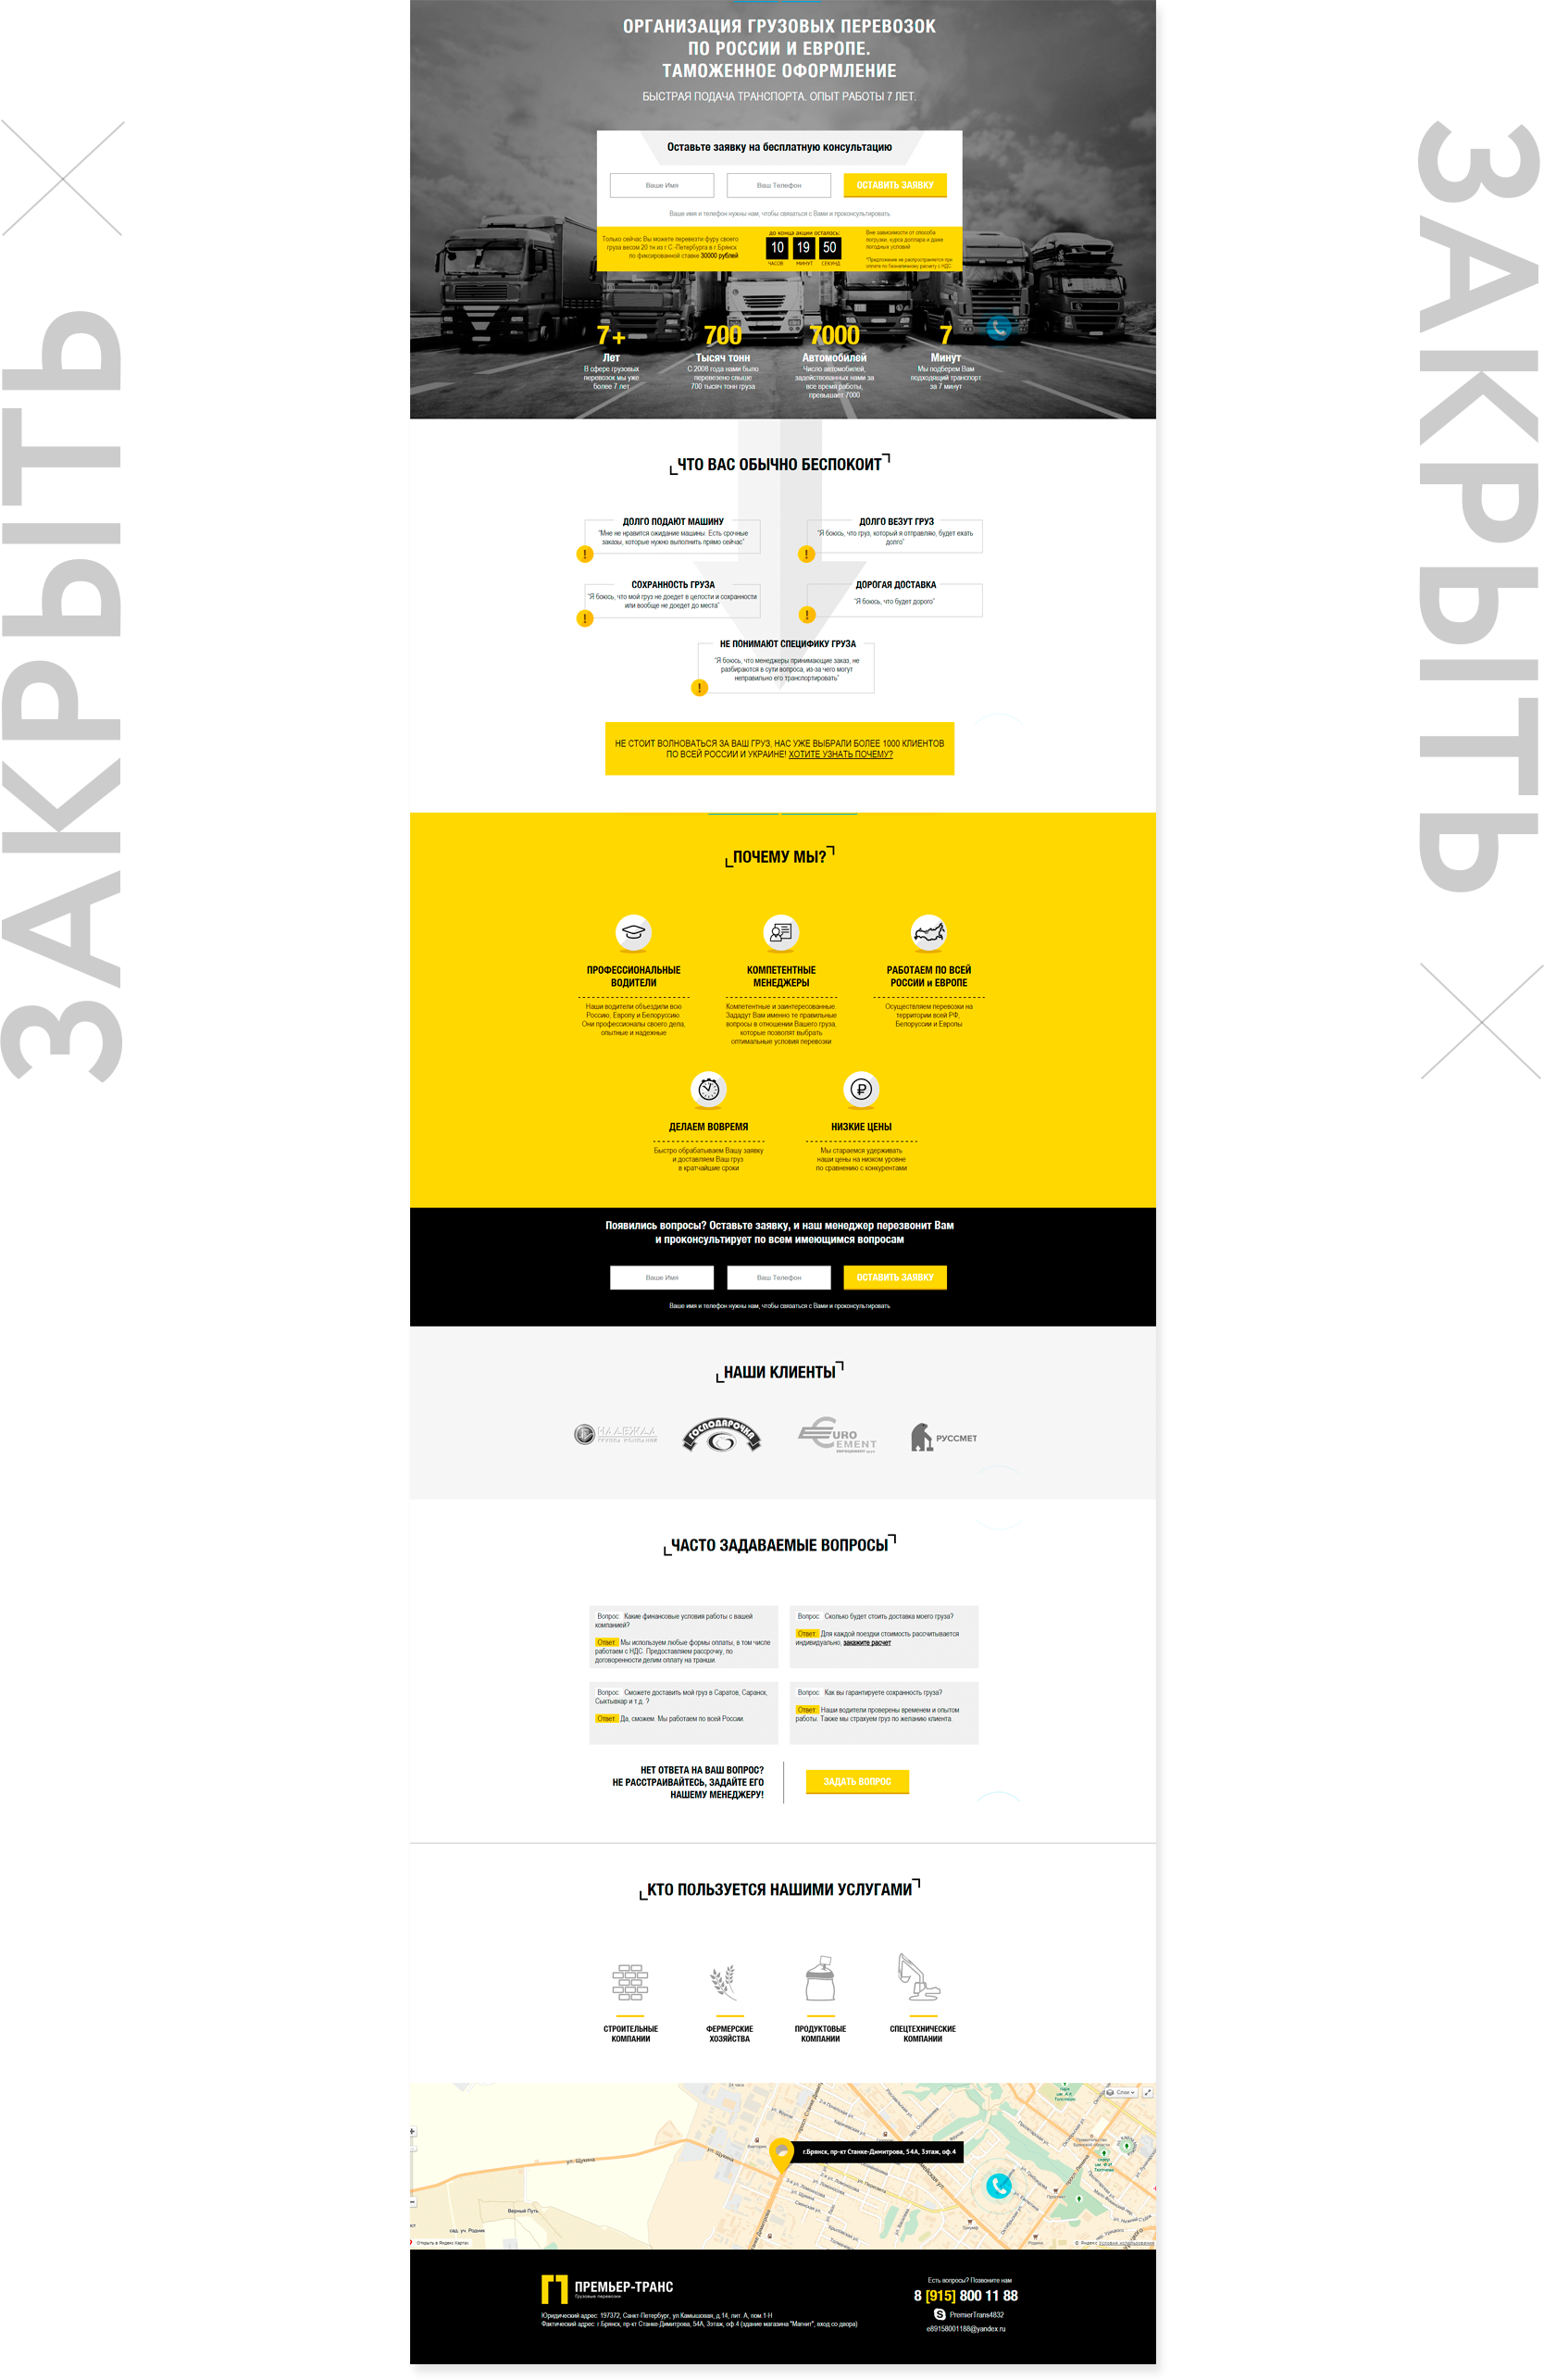 ЗАКРЫТЬ
ЗАКРЫТЬ
ОРГАНИЗАЦИЯ ГРУЗОВЫХ ПЕРЕВОЗОК
ПО РОССИИ И ЕВРОПЕ.
ТАМОЖЕННОЕ ОФОРМЛЕНИЕ
БЫСТРАЯ ПОДАЧА ТРАНСПОРТА. ОПЫТ РАБОТЫ 7 ЛЕТ.
Оставьте заявку на бесплатную консультацию
Ваше Имя
Ваш Телефон
ОСТАВИТЬ ЗАЯВКУ
Ваше имя и телефон нужны нам, чтобы связаться с Вами и проконсультировать
Только сейчас Вы можете перевезти фуру своего
груза весом 20 тн из г.С.-Петербурга в г.Брянск
по фиксированной ставке 30000 рублей
до конца акции осталось:
10 19 50
ЧАСОВ МИНУТ СЕКУНД
Вне зависимости от способа
погрузки, курса доллара и даже
погодных условий
*Предложение не распространяется при
оплате по безналичному расчету с НДС.
7+
Лет
В сфере грузовых
перевозок мы уже
более 7 лет
700
Тысяч тонн
С 2008 года нами было
перевезено свыше
700 тысяч тонн груза
7000
Автомобилей
Число автомобилей,
задействованных нами за
все время работы,
превышает 7000
7
Минут
Мы подберем Вам
подходящий транспорт
за 7 минут
ЧТО ВАС ОБЫЧНО БЕСПОКОИТ
ДОЛГО ПОДАЮТ МАШИНУ
"Мне не нравится ожидание машины. Есть срочные
заказы, которые нужно выполнить прямо сейчас"
!
ДОЛГО ВЕЗУТ ГРУЗ
"Я боюсь, что груз, который я отправляю, будет ехать
долго"
!
СОХРАННОСТЬ ГРУЗА
"Я боюсь, что мой груз не доедет в целости и сохранности
или вообще не доедет до места"
!
ДОРОГАЯ ДОСТАВКА
"Я боюсь, что будет дорого"
!
НЕ ПОНИМАЮТ СПЕЦИФИКУ ГРУЗА
"Я боюсь, что менеджеры принимающие заказ, не
разбираются в сути вопроса, из-за чего могут
неправильно его транспортировать"
!
НЕ СТОИТ ВОЛНОВАТЬСЯ ЗА ВАШ ГРУЗ, НАС УЖЕ ВЫБРАЛИ БОЛЕЕ 1000 КЛИЕНТОВ
ПО ВСЕЙ РОССИИ И УКРАИНЕ! ХОТИТЕ УЗНАТЬ ПОЧЕМУ?
ПОЧЕМУ МЫ?
ПРОФЕССИОНАЛЬНЫЕ
ВОДИТЕЛИ
Наши водители объездили всю
Россию, Европу и Белоруссию.
Они профессионалы своего дела,
опытные и надежные
КОМПЕТЕНТНЫЕ
МЕНЕДЖЕРЫ
Компетентные и заинтересованные.
Зададут Вам именно те правильные
вопросы в отношении Вашего груза,
которые позволят выбрать
оптимальные условия перевозки
РАБОТАЕМ ПО ВСЕЙ
РОССИИ и ЕВРОПЕ
Осуществляем перевозки на
территории всей РФ,
Белоруссии и Европы
ДЕЛАЕМ ВОВРЕМЯ
Быстро обрабатываем Вашу заявку
и доставляем Ваш груз
в кратчайшие сроки
НИЗКИЕ ЦЕНЫ
Мы стараемся удерживать
наши цены на низком уровне
по сравнению с конкурентами
Появились вопросы? Оставьте заявку, и наш менеджер перезвонит Вам
и проконсультирует по всем имеющимся вопросам
Ваше Имя
Ваш Телефон
ОСТАВИТЬ ЗАЯВКУ
Ваше имя и телефон нужны нам, чтобы связаться с Вами и проконсультировать
НАШИ КЛИЕНТЫ
НАДЕЖДА
ГРУППА КОМПАНИЙ
ГОСПОДАРОЧКА
EURO
CEMENT
РУССМЕТ
ЧАСТО ЗАДАВАЕМЫЕ ВОПРОСЫ
Вопрос: Какие финансовые условия работы с вашей
компанией?
Ответ: Мы используем любые формы оплаты, в том числе
работаем с НДС. Предоставляем рассрочку, по
договоренности делим оплату на транши.
Вопрос: Сколько будет стоить доставка моего груза?
Ответ: Для каждой поездки стоимость рассчитывается
индивидуально, закажите расчет
Вопрос: Сможете доставить мой груз в Саратов, Саранск,
Сыктывкар и т.д. ?
Ответ: Да, сможем. Мы работаем по всей России.
Вопрос: Как вы гарантируете сохранность груза?
Ответ: Наши водители проверены временем и опытом
работы. Также мы страхуем груз по желанию клиента.
НЕТ ОТВЕТА НА ВАШ ВОПРОС?
НЕ РАССТРАИВАЙТЕСЬ, ЗАДАЙТЕ ЕГО
НАШЕМУ МЕНЕДЖЕРУ!
ЗАДАТЬ ВОПРОС
КТО ПОЛЬЗУЕТСЯ НАШИМИ УСЛУГАМИ
СТРОИТЕЛЬНЫЕ
КОМПАНИИ
ФЕРМЕРСКИЕ
ХОЗЯЙСТВА
ПРОДУКТОВЫЕ
КОМПАНИИ
СПЕЦТЕХНИЧЕСКИЕ
КОМПАНИИ
Слои
г.Брянск, пр-кт Станке-Димитрова, 54А, 3этаж, оф.4
ул. Щукина
ул. Щукина
Верный Путь
сад. уч. Родник
Открыть в Яндекс.Картах
© Яндекс Условия использования
ПРЕМЬЕР-ТРАНС
Грузовые перевозки
Юридический адрес: 197372, Санкт-Петербург, ул.Камышовая, д.14, лит. А, пом.1-Н
Фактический адрес: г.Брянск, пр-кт Станке-Димитрова, 54А, 3этаж, оф.4 (здание магазина "Магнит", вход со двора)
Есть вопросы? Позвоните нам
8 [915] 800 11 88
PremierTrans4832
e89158001188@yandex.ru